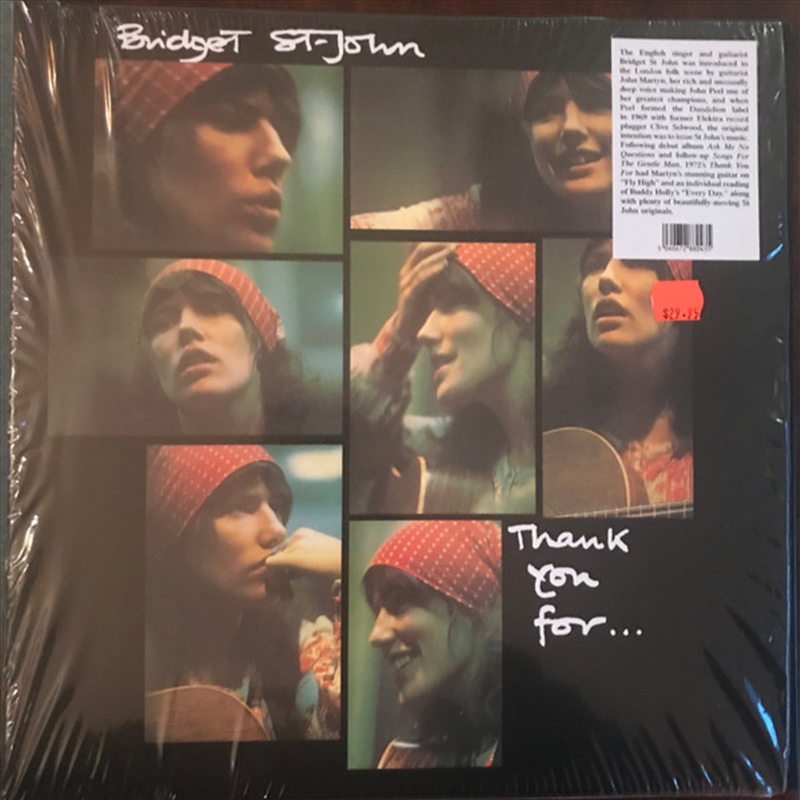 Bridget St-John
The English singer and guitarist
Bridget St John was introduced to
the London folk scene by guitarist
John Martyn, her rich and unusually
deep voice making John Peel one of
her greatest champions, and when
Peel formed the Dandelion label
in 1969 with former Elektra record
plugger Clive Selwood, the original
intention was to issue St John's music.
Following debut album Ask Me No
Questions and follow-up Songs For
The Gentle Man, 1972's Thank You
For had Martyn's stunning guitar on
"Fly High" and an individual reading
of Buddy Holly's "Every Day," along
with plenty of beautifully moving St
John originals.
5 060672 880437
$29.95
Thank
you
for...